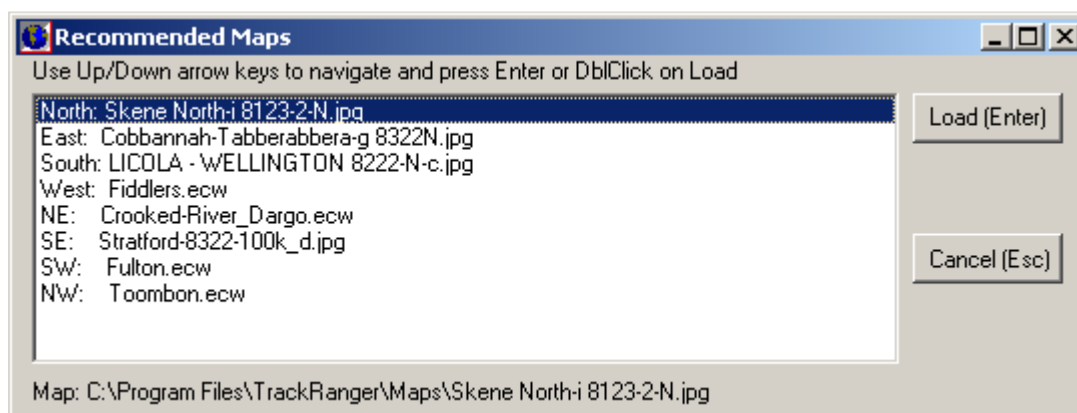 Recommended Maps
Use Up/Down arrow keys to navigate and press Enter or DblClick on Load
North: Skene North-i 8123-2-N.jpg
East: Cobbannah-Tabberabbera-g 8322N.jpg
South: LICOLA - WELLINGTON 8222-N-c.jpg
West: Fiddlers.ecw
NE: Crooked-River_Dargo.ecw
SE: Stratford-8322-100k_d.jpg
SW: Fulton.ecw
NW: Toombon.ecw
Load (Enter)
Cancel (Esc)
Map: C:\Program Files\TrackRanger\Maps\Skene North-i 8123-2-N.jpg